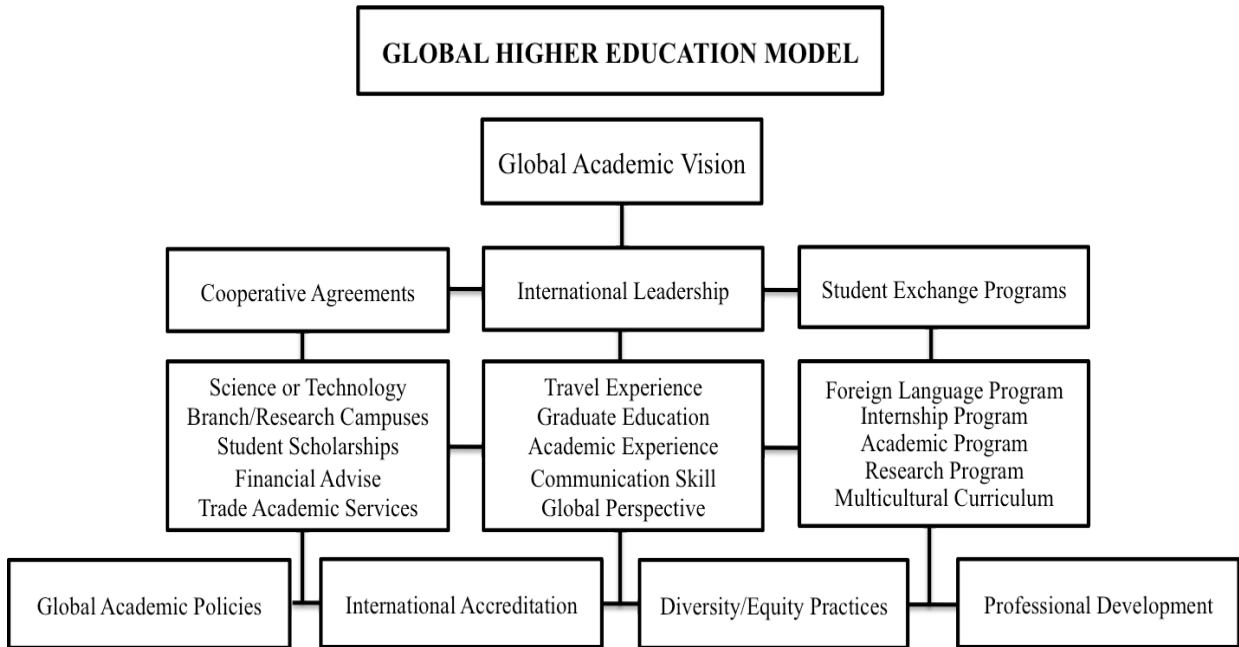 GLOBAL HIGHER EDUCATION MODEL
Global Academic Vision
Cooperative Agreements
International Leadership
Student Exchange Programs
Science or Technology
Branch/Research Campuses
Student Scholarships
Financial Advise
Trade Academic Services
Travel Experience
Graduate Education
Academic Experience
Communication Skill
Global Perspective
Foreign Language Program
Internship Program
Academic Program
Research Program
Multicultural Curriculum
Global Academic Policies
International Accreditation
Diversity/Equity Practices
Professional Development